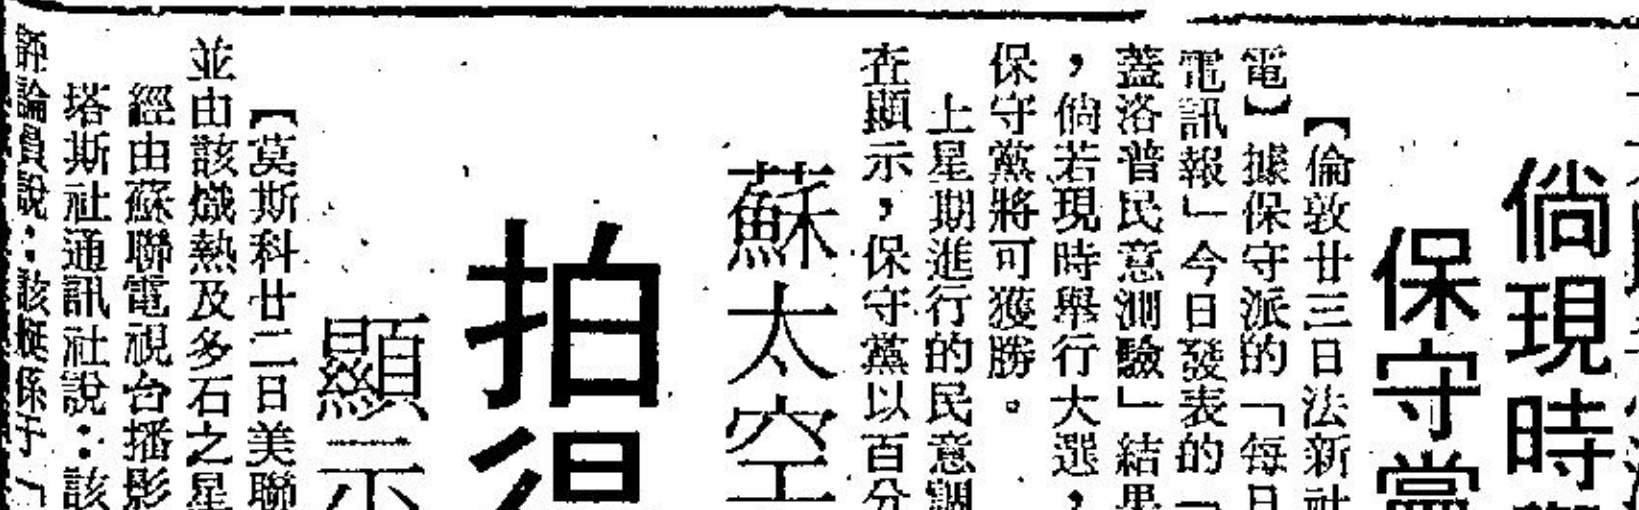 倘現時
保守黨
【倫敦廿三日法新社
電】據保守派的「每日
電訊報」今日發表的「
蓋洛普民意測驗」結果
，倘若現時舉行大選，
保守黨將可獲勝。
上星期進行的民意調
在顯示，保守黨以百分
蘇太空
拍得
顯示
【莫斯科廿二日美聯
並由該熾熱及多石之星
經由蘇聯電視台播影
塔斯社通訊社說：該
評論員說：該艇係于「